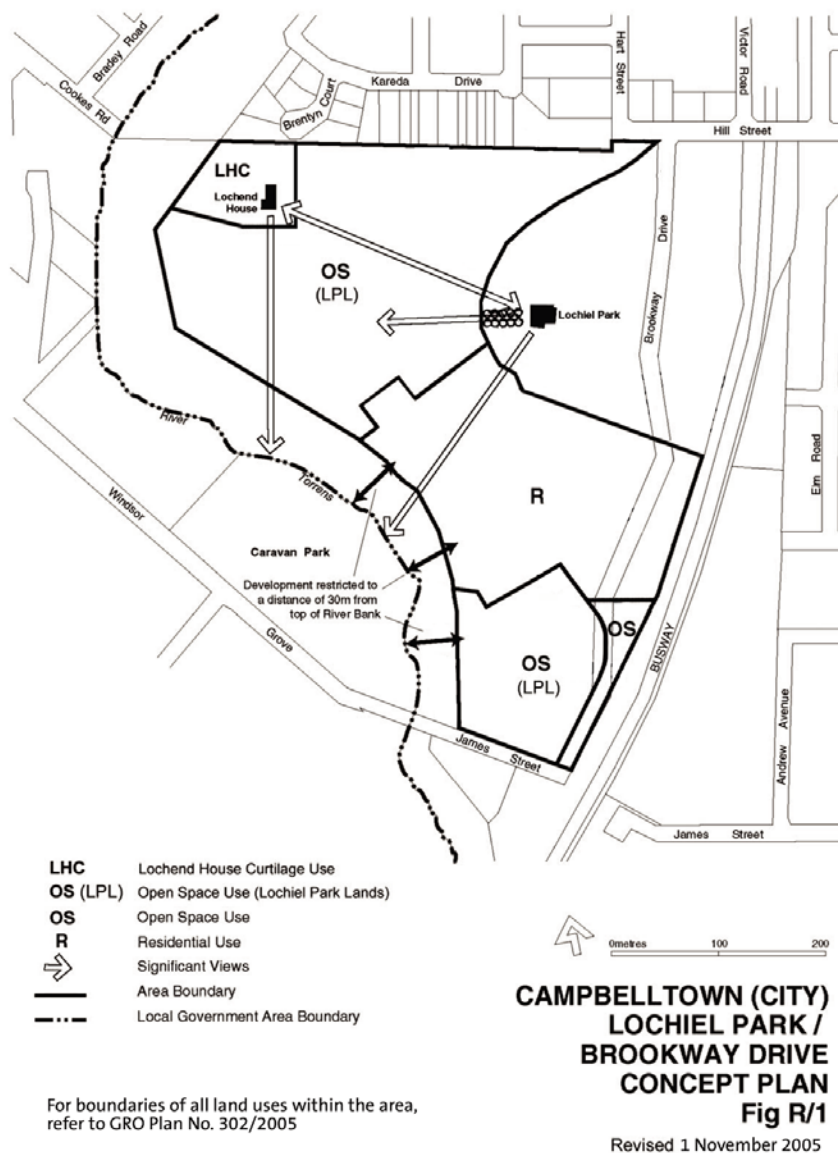 Bradey Road
Cookes Rd
Brentyn Court
Kareda Drive
Hart Street
Victor Road
Hill Street
LHC
Lochend
House
OS
(LPL)
Lochiel Park
Brookway Drive
River Torrens
R
Elm Road
Windsor Grove
Caravan Park
Development restricted to
a distance of 30m from
top of River Bank
OS
OS
(LPL)
BUSWAY
Andrew Avenue
James Street
James Street
LHC Lochend House Curtilage Use
OS (LPL) Open Space Use (Lochiel Park Lands)
OS Open Space Use
R Residential Use
Significant Views
Area Boundary
Local Government Area Boundary
0metres 100 200
CAMPBELLTOWN (CITY)
LOCHIEL PARK /
BROOKWAY DRIVE
CONCEPT PLAN
Fig R/1
For boundaries of all land uses within the area,
refer to GRO Plan No. 302/2005
Revised 1 November 2005